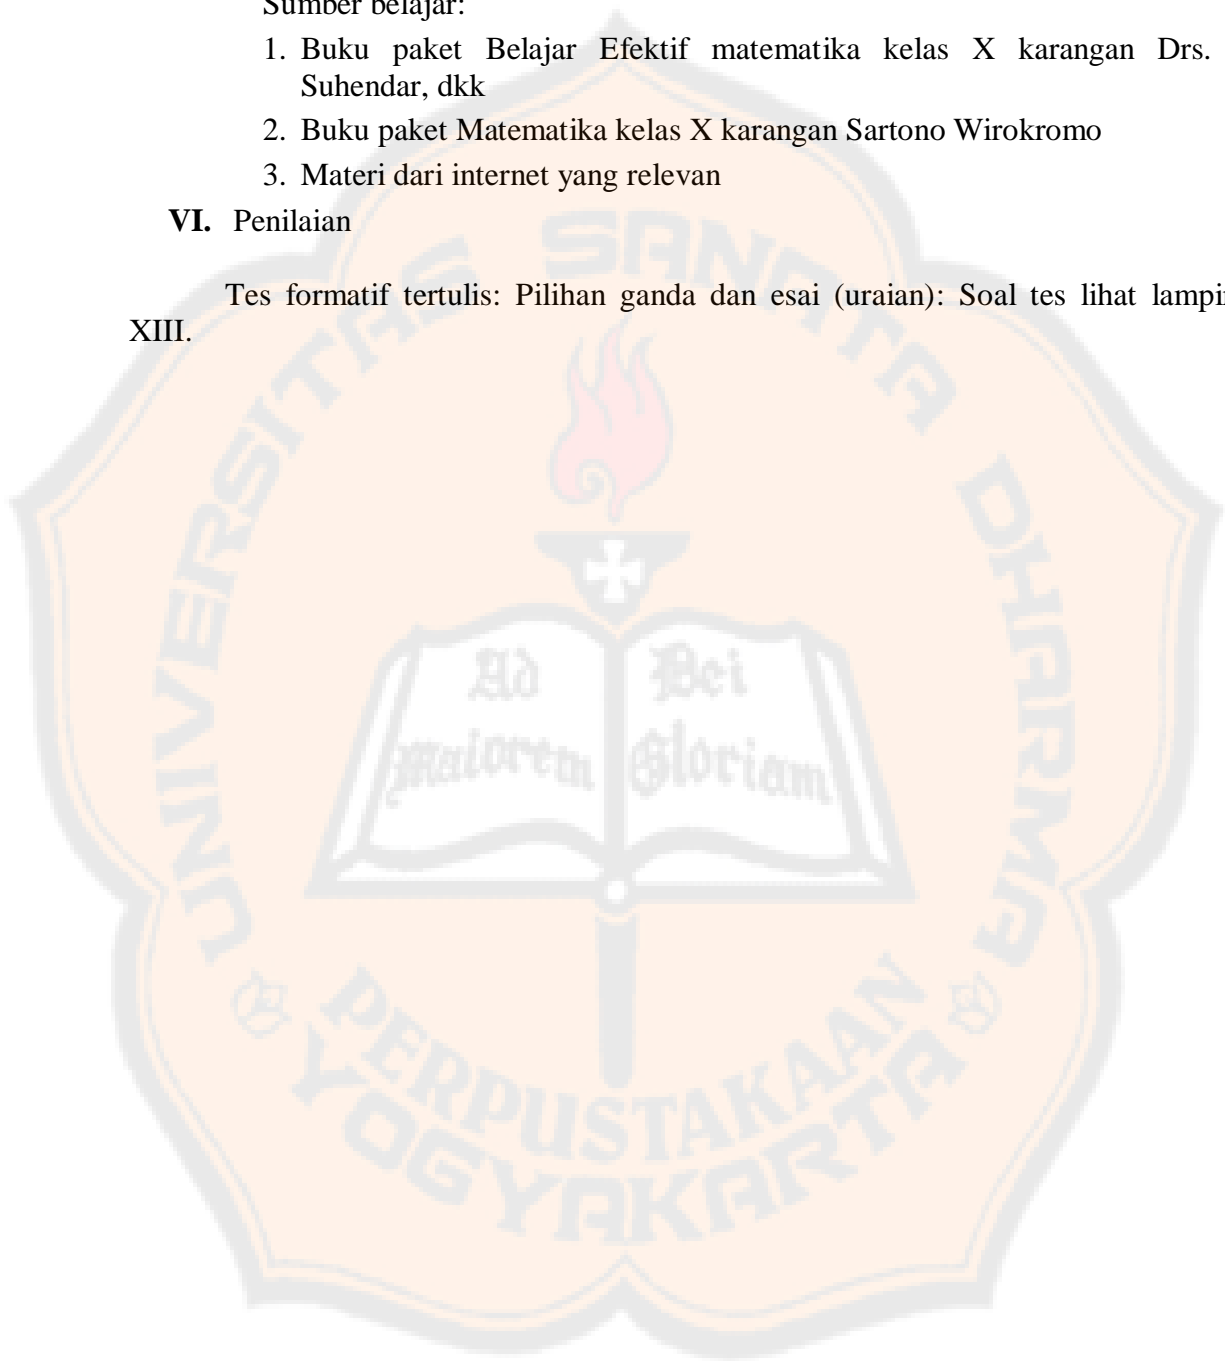 Sumber belajar:
1. Buku paket Belajar Efektif matematika kelas X karangan Drs.
Suhendar, dkk
2. Buku paket Matematika kelas X karangan Sartono Wirokromo
3. Materi dari internet yang relevan
VI. Penilaian
Tes formatif tertulis: Pilihan ganda dan esai (uraian): Soal tes lihat
XIII.
UNIVERSITAS SANATA DHARMA
Ad Dei
maiorem Gloriam
PERPUSTAKAAN
YOGYAKARTA